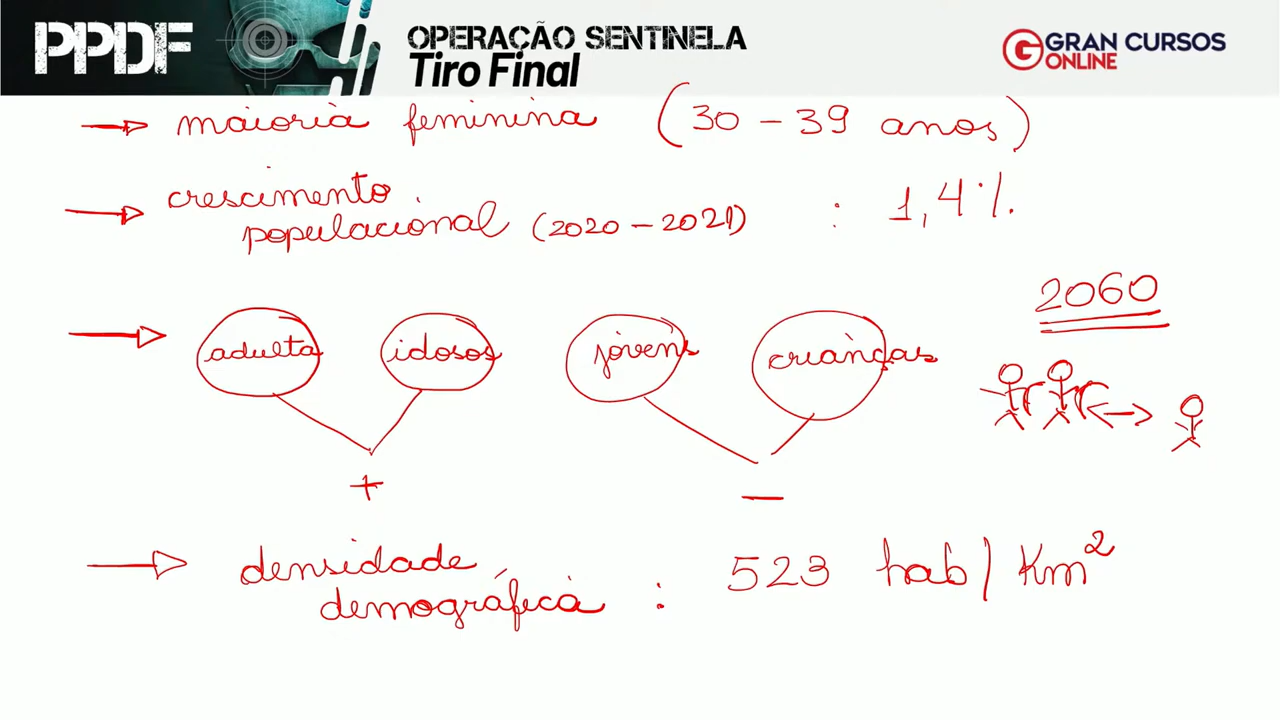 PPDF
OPERAÇÃO SENTINELA
Tiro Final
GRAN CURSOS
ONLINE
→ maioria feminina (30 - 39 anos)
→ crescimento
populacional (2020 - 2021) : 1,4%.
2060
→ adulta idosos jovens crianças
+ -
→ densidade
demográfica : 523 hab/Km²